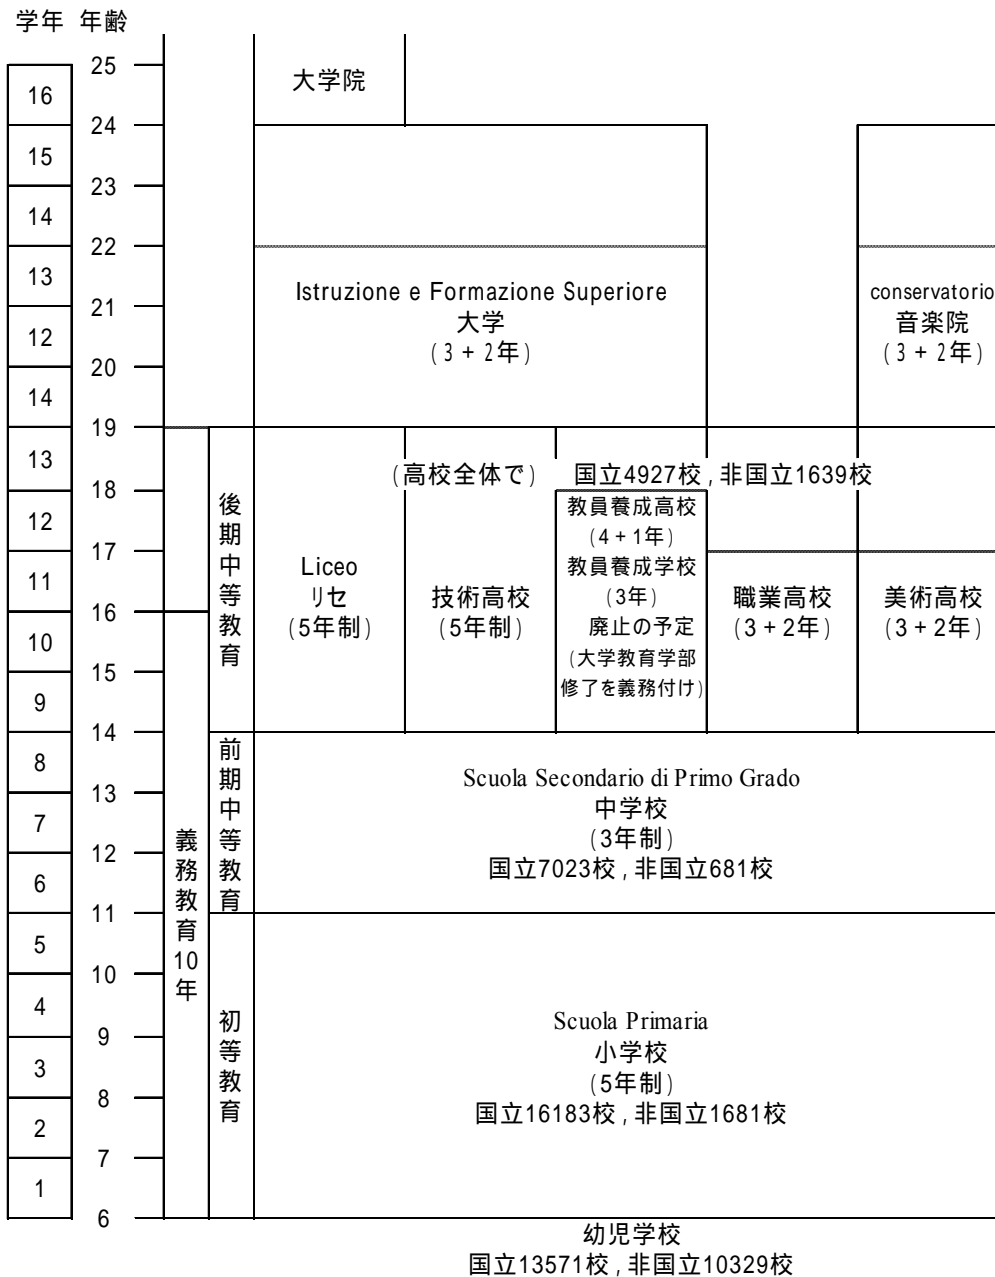 学年 年齢
25
16
大学院
24
15
23
14
22
13
21
12
20
14
19
Istruzione e Formazione Superiore
大学
(3 + 2年)
conservatorio
音楽院
(3 + 2年)
13
18
12
17
11
16
10
15
9
14
後期中等教育
(高校全体で) 国立4927校 , 非国立1639校
Liceo
リセ
(5年制)
技術高校
(5年制)
教員養成高校
(4 + 1年)
教員養成学校
(3年)
廃止の予定
(大学教育学部
修了を義務付け)
職業高校
(3 + 2年)
美術高校
(3 + 2年)
8
13
7
12
6
11
義務教育10年
前期中等教育
Scuola Secondario di Primo Grado
中学校
(3年制)
国立7023校 , 非国立681校
5
10
4
9
3
8
2
7
1
6
初等教育
Scuola Primaria
小学校
(5年制)
国立16183校 , 非国立1681校
幼児学校
国立13571校 , 非国立10329校